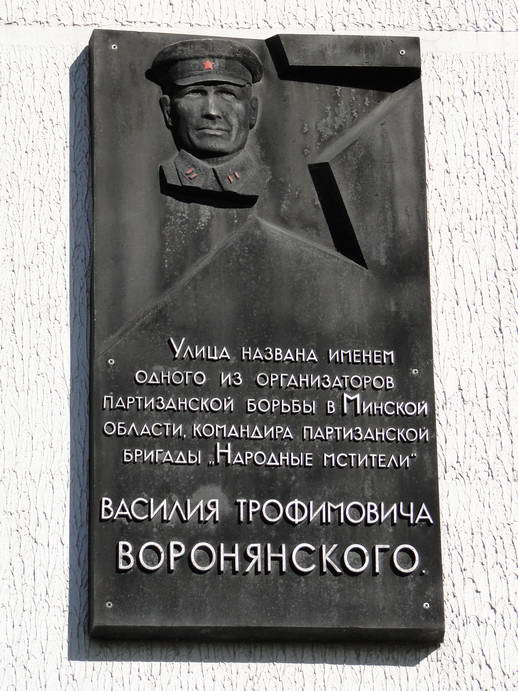 Улица названа именем
одного из организаторов
партизанской борьбы в Минской
области, командира партизанской
бригады „Народные мстители"
Василия Трофимовича
Воронянского.